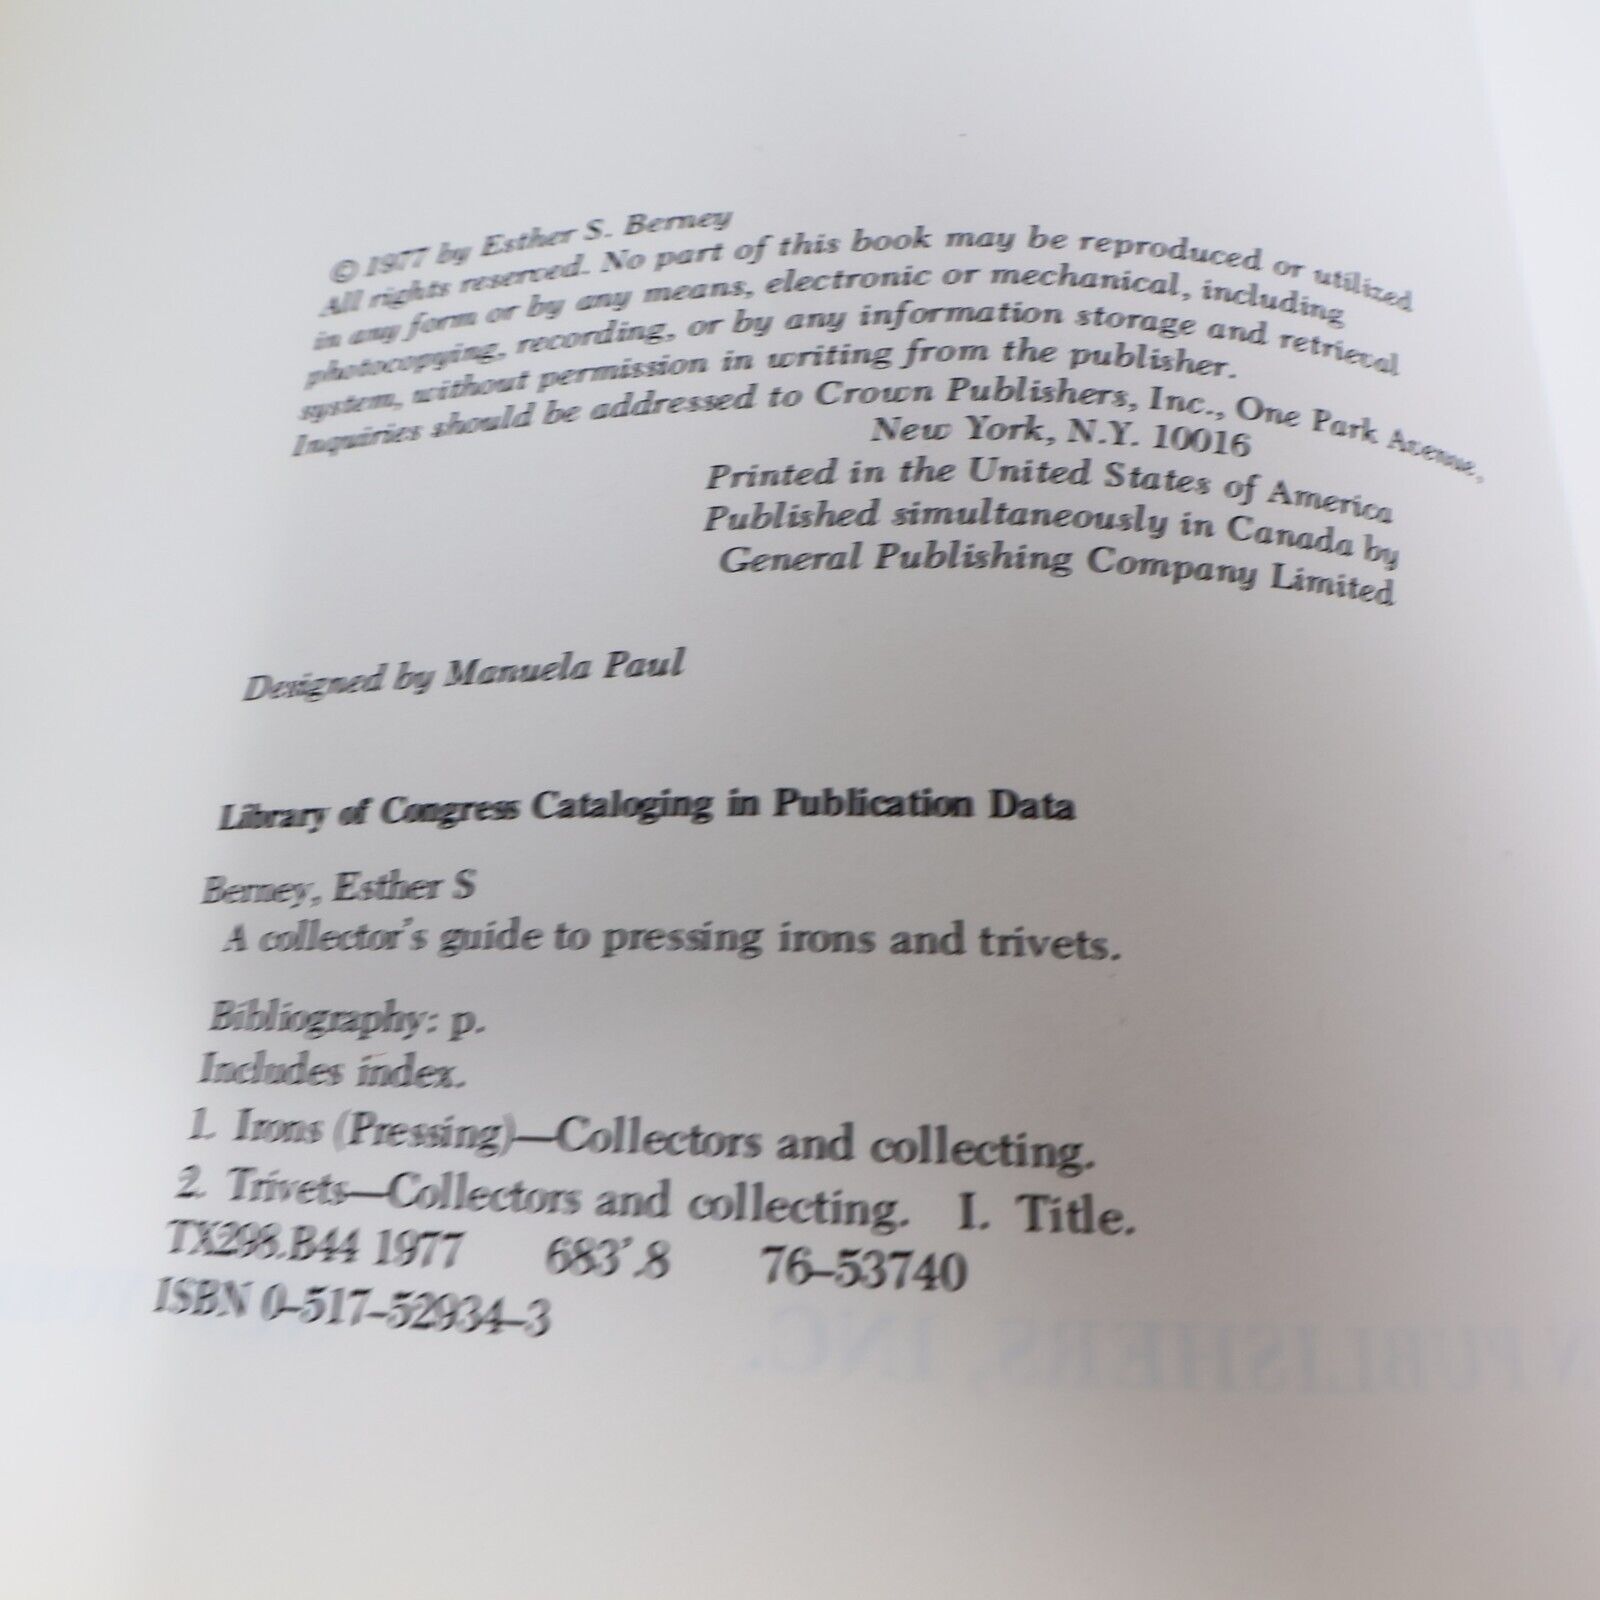 © 1977 by Esther S. Berney
All rights reserved. No part of this book may be reproduced or utilized
in any form or by any means, electronic or mechanical, including
photocopying, recording, or by any information storage and retrieval
system, without permission in writing from the publisher.
Inquiries should be addressed to Crown Publishers, Inc., One Park Avenue,
New York, N.Y. 10016
Printed in the United States of America
Published simultaneously in Canada by
General Publishing Company Limited
Designed by Manuela Paul
Library of Congress Cataloging in Publication Data
Berney, Esther S
A collector's guide to pressing irons and trivets.
Bibliography: p.
Includes index.
1. Irons (Pressing)—Collectors and collecting.
2. Trivets—Collectors and collecting. I. Title.
TX298.B44 1977 683'.8 76–53740
ISBN 0–517–52934–3
N PUBLISHERS, INC.